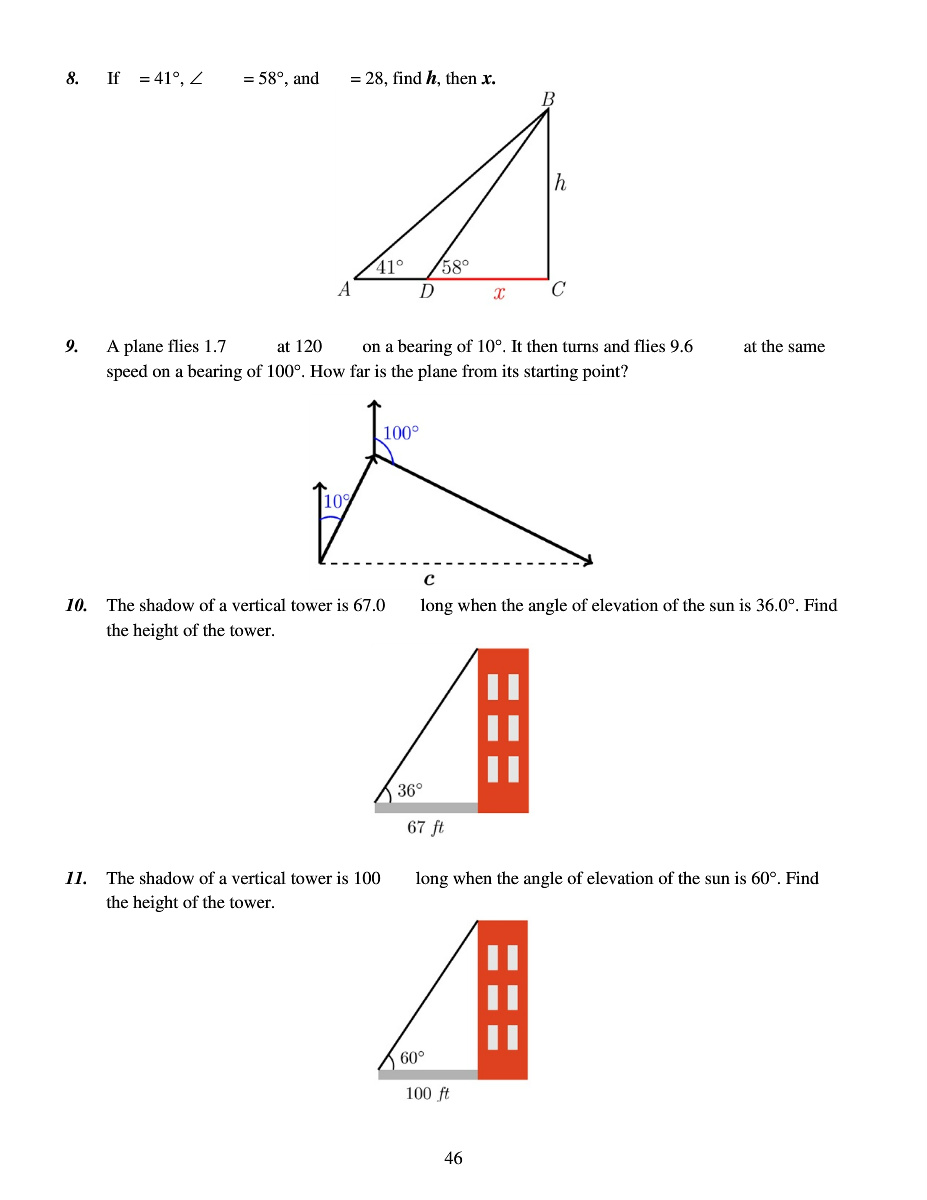 8. If = 41°, ∠ = 58°, and = 28, find h, then x.
B
h
41°
58°
A
D
x
C
9. A plane flies 1.7 at 120 on a bearing of 10°. It then turns and flies 9.6 at the same
speed on a bearing of 100°. How far is the plane from its starting point?
100°
10°
c
10. The shadow of a vertical tower is 67.0 long when the angle of elevation of the sun is 36.0°. Find
the height of the tower.
36°
67 ft
11. The shadow of a vertical tower is 100 long when the angle of elevation of the sun is 60°. Find
the height of the tower.
60°
100 ft
46